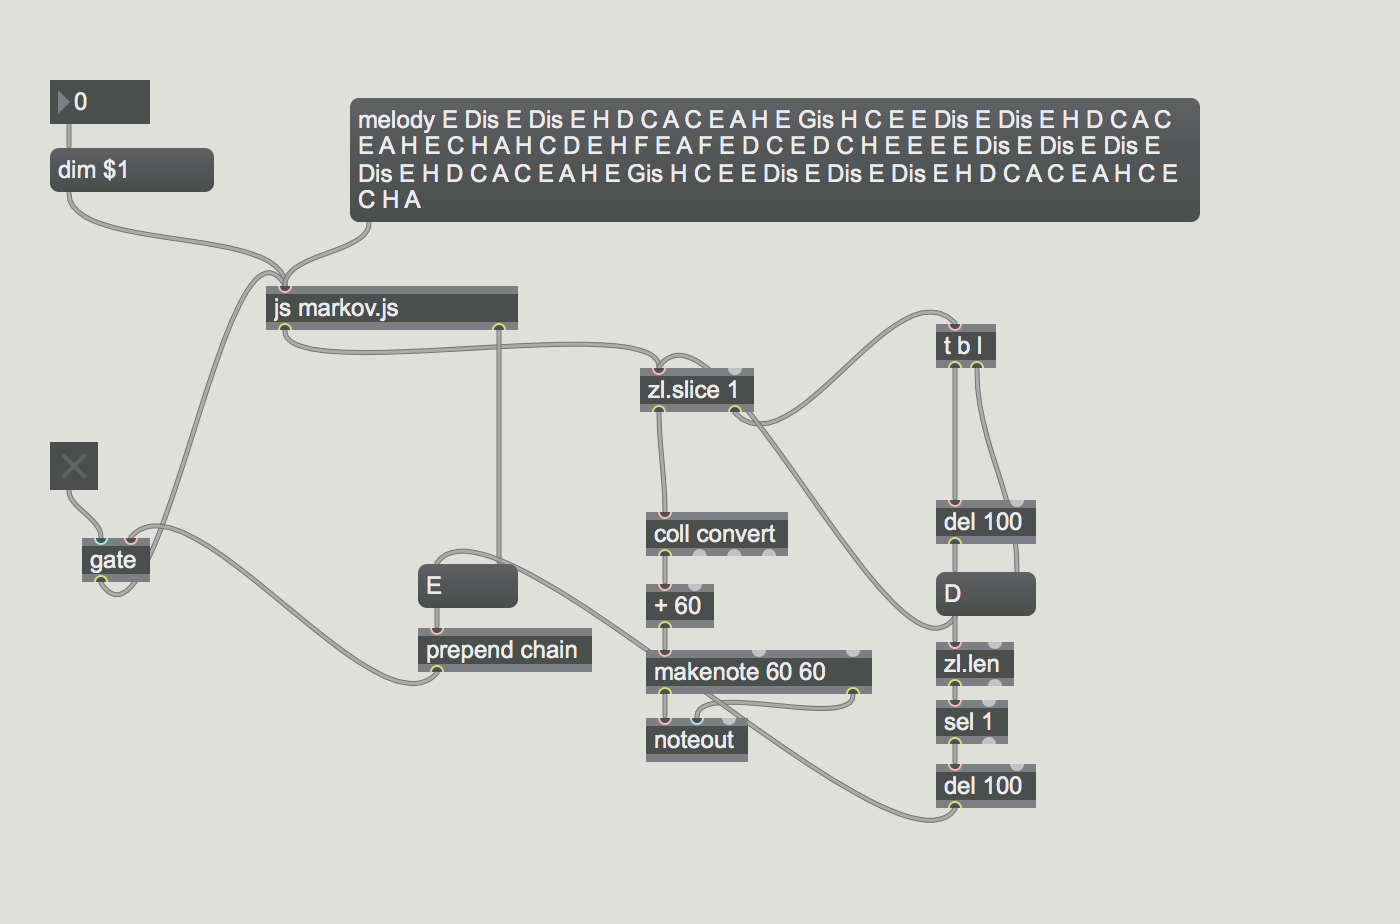 0
dim $1
melody E Dis E Dis E H D C A C E A H E Gis H C E E Dis E Dis E H D C A C
E A H E C H A H C D E H F E A F E D C E D C H E E E E Dis E Dis E Dis E
Dis E H D C A C E A H E Gis H C E E Dis E Dis E Dis E H D C A C E A H C E
C H A
js markov.js
t b l
zl.slice 1
del 100
coll convert
gate
E
D
+ 60
prepend chain
zl.len
makenote 60 60
sel 1
noteout
del 100